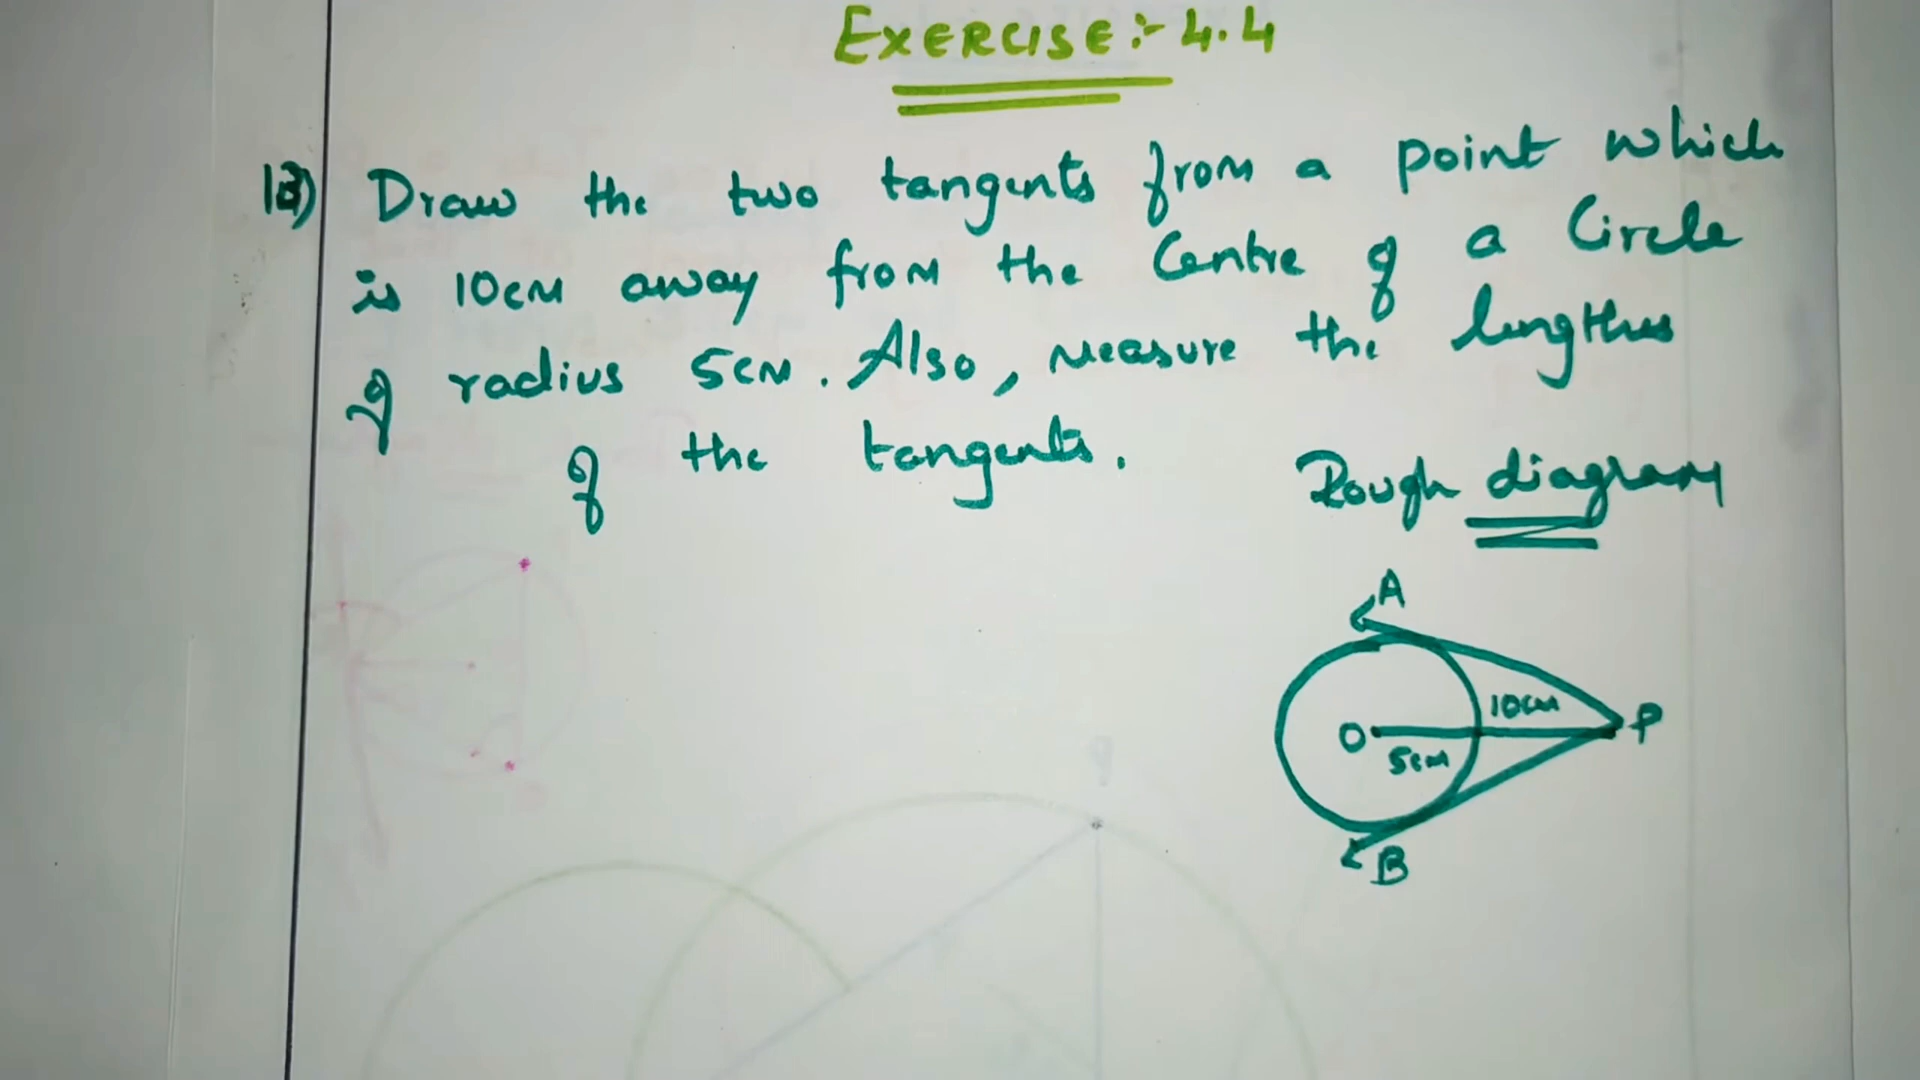 EXERCISE:- 4.4
13) Draw the two tangents from a point which
is 10cm away from the Centre of a Circle
of radius 5cm. Also, measure the lengths
of the tangents.
Rough diagram
A
10cm
P
O
5cm
B